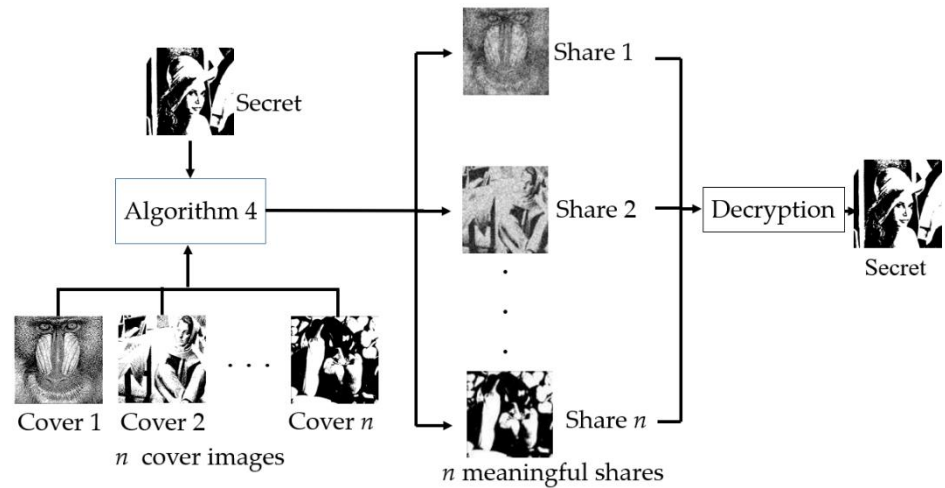 Secret
Algorithm 4
Cover 1
Cover 2
. . .
Cover n
n cover images
Share 1
Share 2
.
.
.
Share n
n meaningful shares
Decryption
Secret